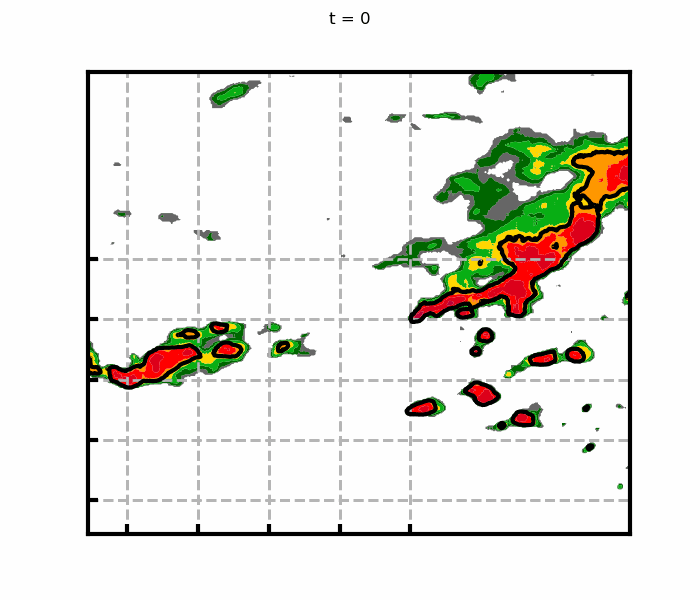 t = 0